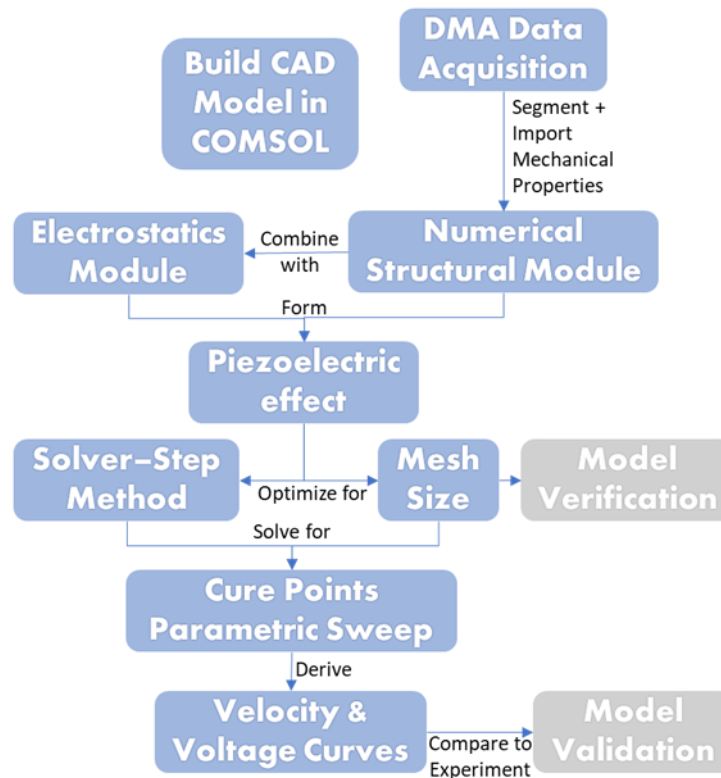 Build CAD
Model in
COMSOL
DMA Data
Acquisition
Segment +
Import
Mechanical
Properties
Electrostatics
Module
Combine
with
Numerical
Structural Module
Form
Piezoelectric
effect
Solver–Step
Method
Optimize for
Mesh
Size
Model
Verification
Solve for
Cure Points
Parametric Sweep
Derive
Velocity &
Voltage Curves
Compare to
Experiment
Model
Validation